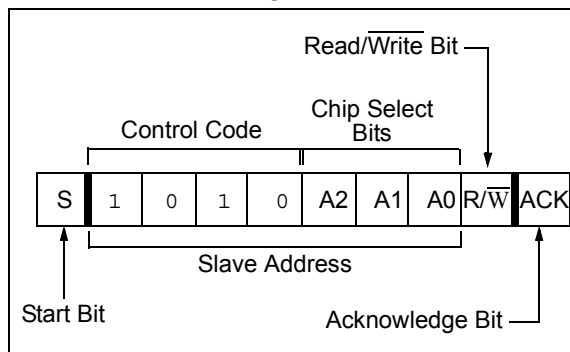 Read/Write Bit
Chip Select
Bits
Control Code
S 1 0 1 0 A2 A1 A0 R/W ACK
Slave Address
Start Bit
Acknowledge Bit